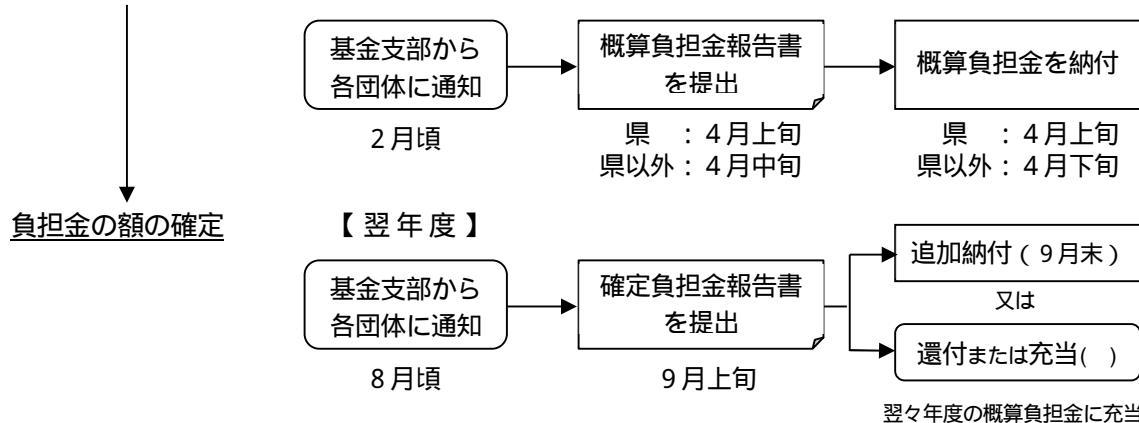 基金支部から
各団体に通知
2月頃
概算負担金報告書
を提出
県　：４月上旬
県以外：４月中旬
概算負担金を納付
県　：４月上旬
県以外：４月下旬
負担金の額の確定
【翌年度】
基金支部から
各団体に通知
8月頃
確定負担金報告書
を提出
９月上旬
追加納付（９月末）
又は
還付または充当(　)
翌々年度の概算負担金に充当